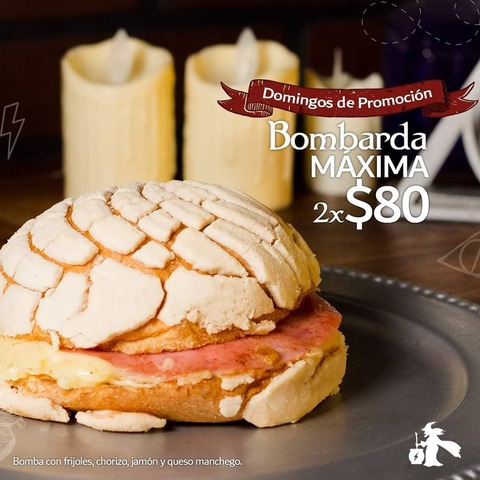 Domingos de Promoción
Bombarda
MÁXIMA
2x$80
Bomba con frijoles, chorizo, jamón y queso manchego.